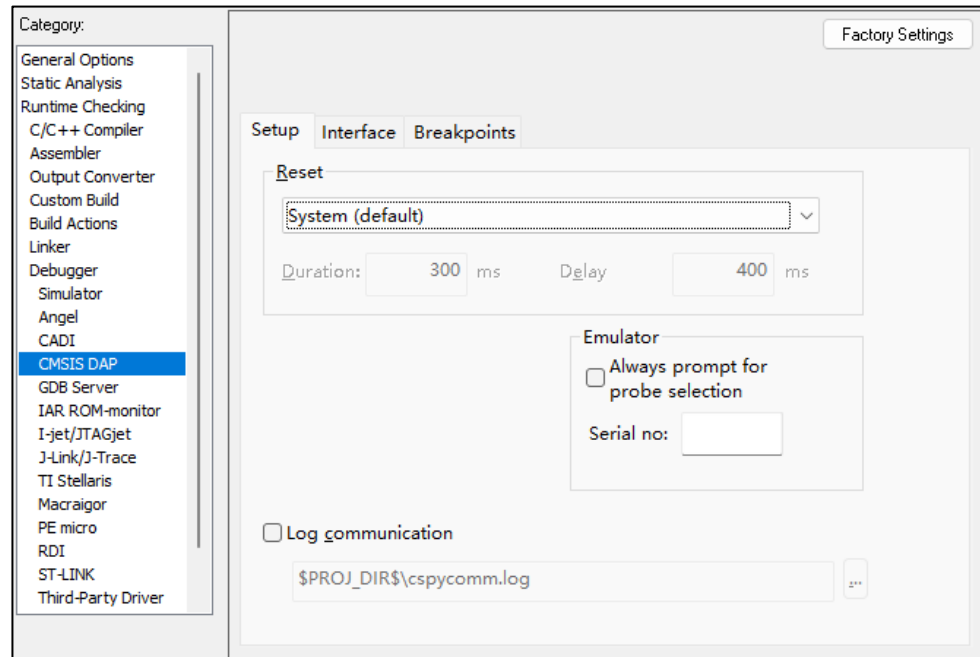 Category:
General Options
Static Analysis
Runtime Checking
C/C++ Compiler
Assembler
Output Converter
Custom Build
Build Actions
Linker
Debugger
Simulator
Angel
CADI
CMSIS DAP
GDB Server
IAR ROM-monitor
I-jet/JTAGjet
J-Link/J-Trace
TI Stellaris
Macraigor
PE micro
RDI
ST-LINK
Third-Party Driver
Factory Settings
Setup Interface Breakpoints
Reset
System (default)
Duration: 300 ms Delay 400 ms
Emulator
Always prompt for
probe selection
Serial no:
Log communication
$PROJ_DIR$\cspycomm.log
...